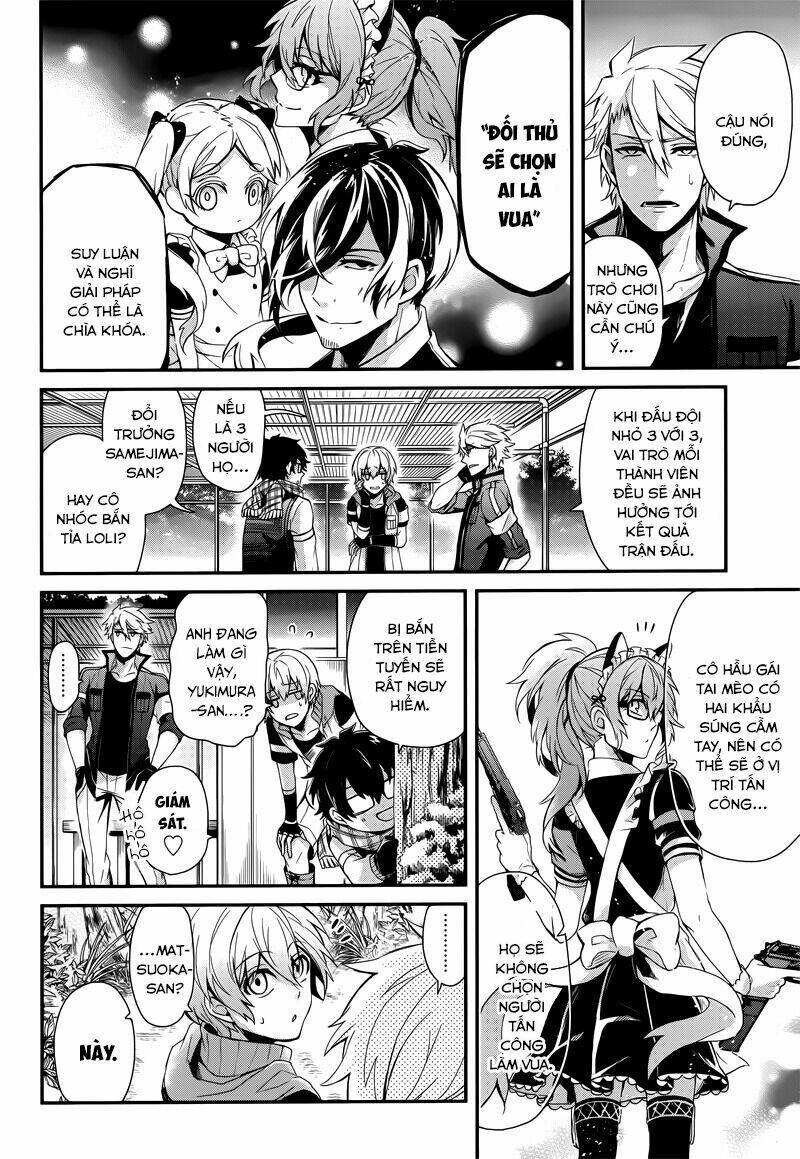 CẬU NÓI
ĐÚNG,
NHƯNG
TRÒ CHƠI
NÀY CŨNG
CẦN CHÚ
Ý...
"ĐỐI THỦ
SẼ CHỌN
AI LÀ
VUA"
SUY LUẬN
VÀ NGHĨ
GIẢI PHÁP
CÓ THỂ LÀ
CHÌA KHÓA.
KHI ĐẤU ĐỘI
NHỎ 3 VỚI 3,
VAI TRÒ MỖI
THÀNH VIÊN
ĐỀU SẼ ẢNH
HƯỞNG TỚI
KẾT QUẢ
TRẬN ĐẤU.
NẾU
LÀ 3
NGƯỜI
HỌ...
ĐỔI
TRƯỞNG
SAMEJIMA-
SAN?
HAY CÔ
NHÓC BẮN
TỈA LOLI?
CÔ HẦU GÁI
TAI MÈO CÓ
HAI KHẨU
SÚNG CẦM
TAY, NÊN CÓ
THỂ SẼ Ở VỊ
TRÍ TẤN
CÔNG...
HỌ SẼ
KHÔNG
CHỌN
NGƯỜI
TẤN
CÔNG
LÀM VUA.
BỊ BẮN
TRÊN TIỀN
TUYẾN SẼ
RẤT NGUY
HIỂM.
ANH ĐANG
LÀM GÌ
VẬY,
YUKIMURA
-SAN....?
GIÁM
SÁT.
♡
HÔ
HÔ
HÔ
........
........
...MAT-
SUOKA-
SAN?
NÀY.